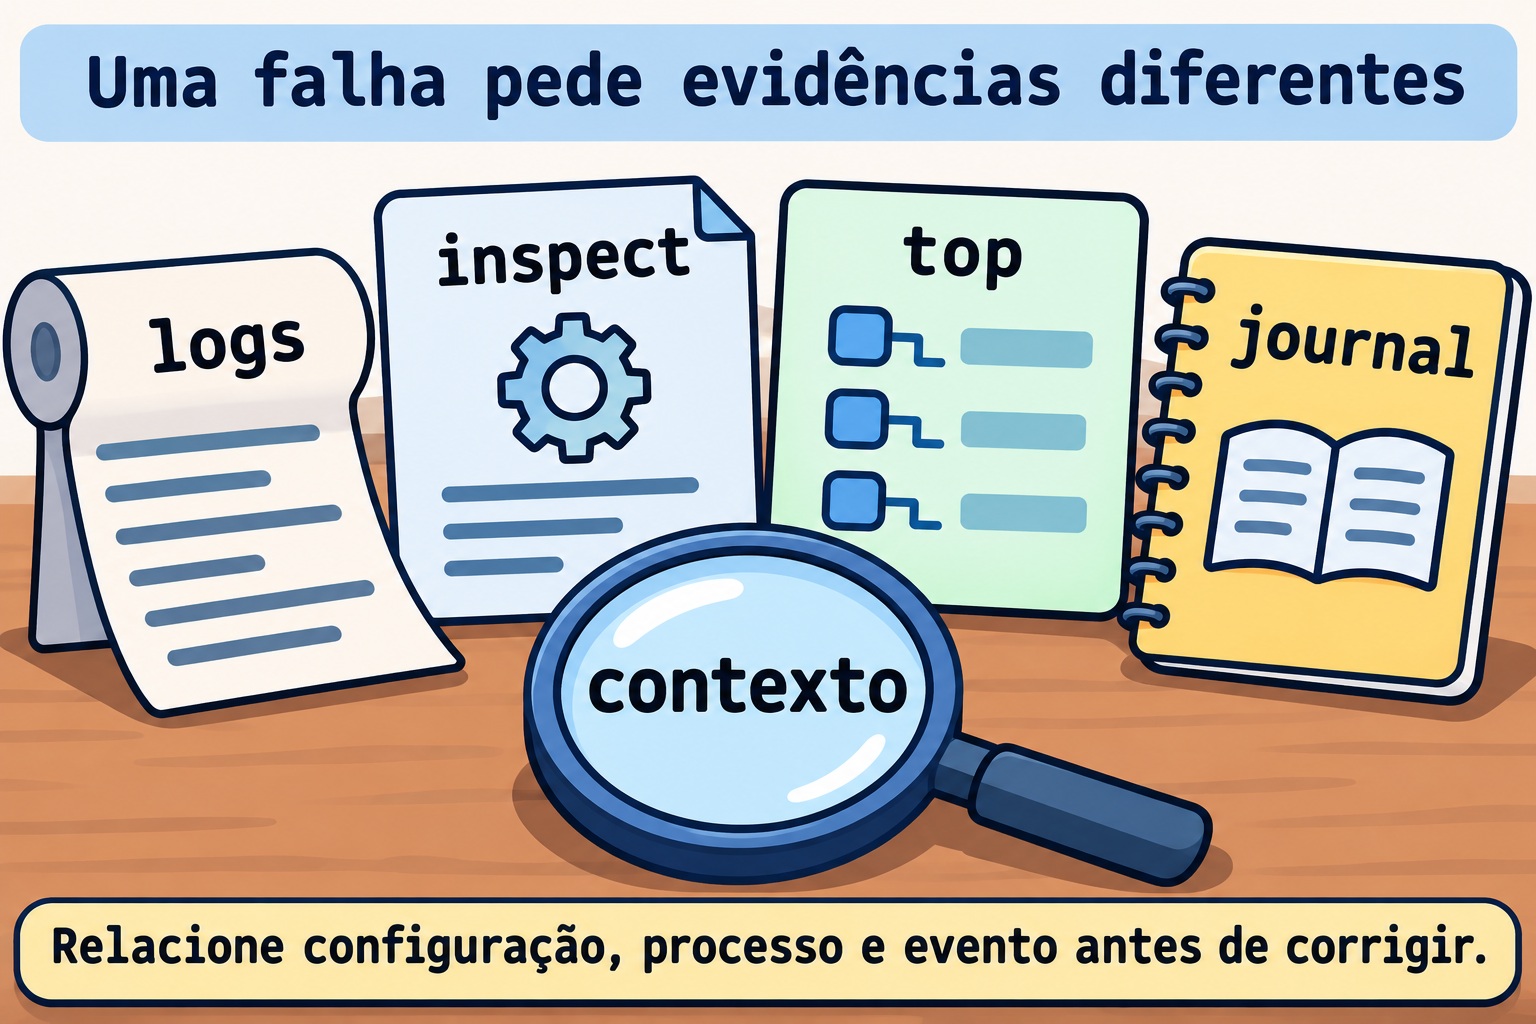 Uma falha pede evidências diferentes
logs
inspect
top
journal
contexto
Relacione configuração, processo e evento antes de corrigir.